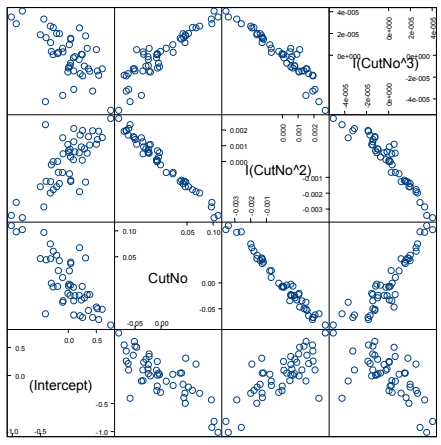 4e-005
0e+000 2e-005 4e-005
2e-005
0e+000
I(CutNo^3)
-4e-005 -2e-005 0e+000
-4e-005
0.002
0.001
0.000
0.000 0.001 0.002
I(CutNo^2)
-0.001
-0.002
-0.003
-0.003 -0.002 -0.001
0.10
0.05
0.05 0.10
CutNo
0.00
-0.05
-0.05 0.00
0.5
0.0
0.0 0.5
(Intercept)
-0.5
-1.0
-1.0 -0.5